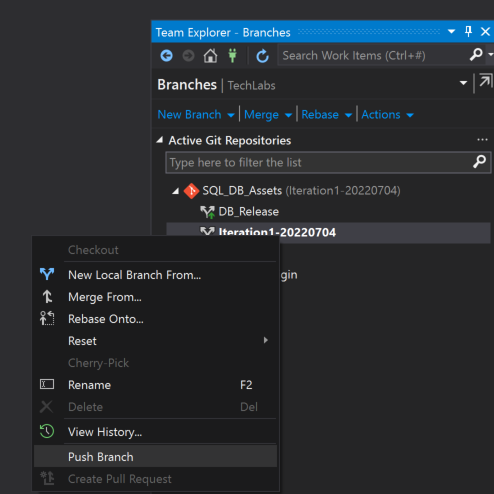 Team Explorer - Branches
Search Work Items (Ctrl+#)
Branches | TechLabs
New Branch | Merge | Rebase | Actions
Active Git Repositories
Type here to filter the list
SQL_DB_Assets (Iteration1-20220704)
DB_Release
Iteration1-20220704
gin
Checkout
New Local Branch From...
Merge From...
Rebase Onto...
Reset
Cherry-Pick
Rename F2
Delete Del
View History...
Push Branch
Create Pull Request